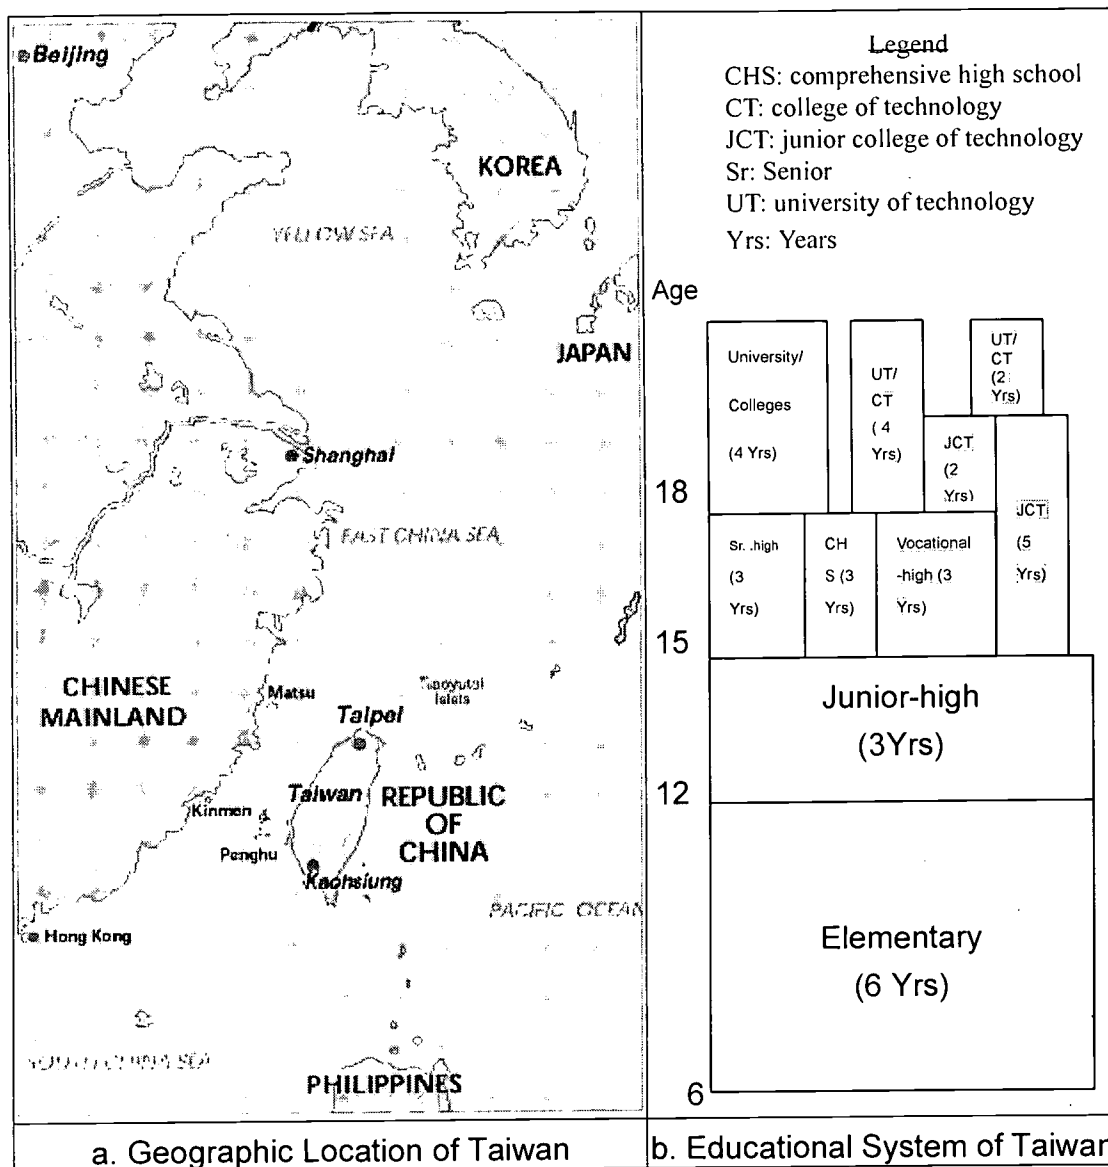 Beijing
KOREA
YELLOW SEA
JAPAN
Shanghai
EAST CHINA SEA
CHINESE
MAINLAND
Matsu
Islets
Taipei
Taiwan
REPUBLIC
OF
CHINA
Kinmen
Penghu
Kaohsiung
PACIFIC OCEAN
Hong Kong
SOUTH CHINA SEA
PHILIPPINES
a. Geographic Location of Taiwan
Legend
CHS: comprehensive high school
CT: college of technology
JCT: junior college of technology
Sr: Senior
UT: university of technology
Yrs: Years
Age
University/
Colleges
(4 Yrs)
UT/
CT
( 4
Yrs)
UT/
CT
(2
Yrs)
JCT
(2
Yrs)
JCT
(5
Yrs)
18
Sr. .high
(3
Yrs)
CH
S (3
Yrs)
Vocational
-high (3
Yrs)
15
Junior-high
(3Yrs)
12
Elementary
(6 Yrs)
6
b. Educational System of Taiwan